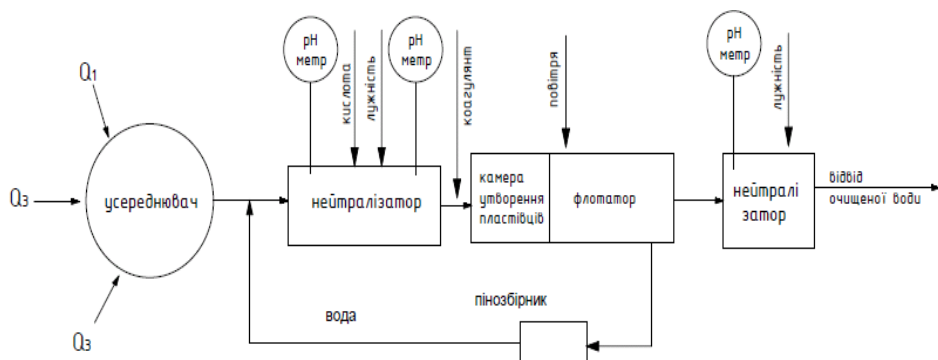 Q1
Q3
Q3
усереднювач
pH
метр
кислота
лужність
pH
метр
нейтралізатор
коагулянт
камера
утворення
пластівців
повітря
флотатор
pH
метр
лужність
нейтралі
затор
відвід
очищеної води
пінозбірник
вода